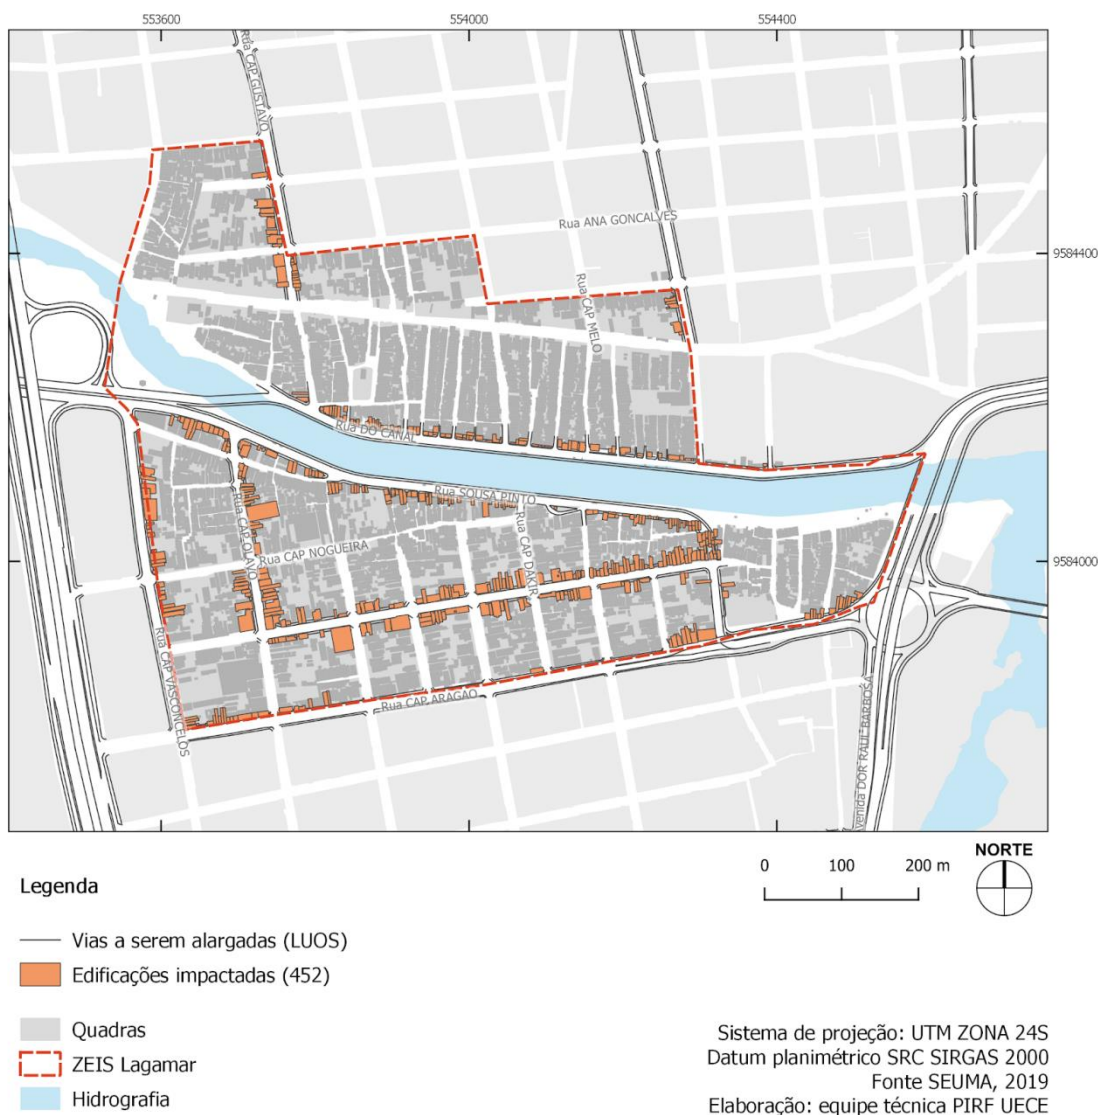 553600
554000
554400
Rua CAP GUSTAVO
Rua ANA GONCALVES
9584400
Rua CAP MELO
Rua DO CANAL
Rua SOUSA PINTO
Rua CAP OLAVO
Rua CAP NOGUEIRA
Rua CAP DAKIR
9584000
Rua CAP VASCONCELOS
Rua CAP ARAGAO
Avenida DOR RAUL BARBOSA
0 100 200 m
NORTE
Legenda
Vias a serem alargadas (LUOS)
Edificações impactadas (452)
Quadras
ZEIS Lagamar
Hidrografia
Sistema de projeção: UTM ZONA 24S
Datum planimétrico SRC SIRGAS 2000
Fonte SEUMA, 2019
Elaboração: equipe técnica PIRF UECE